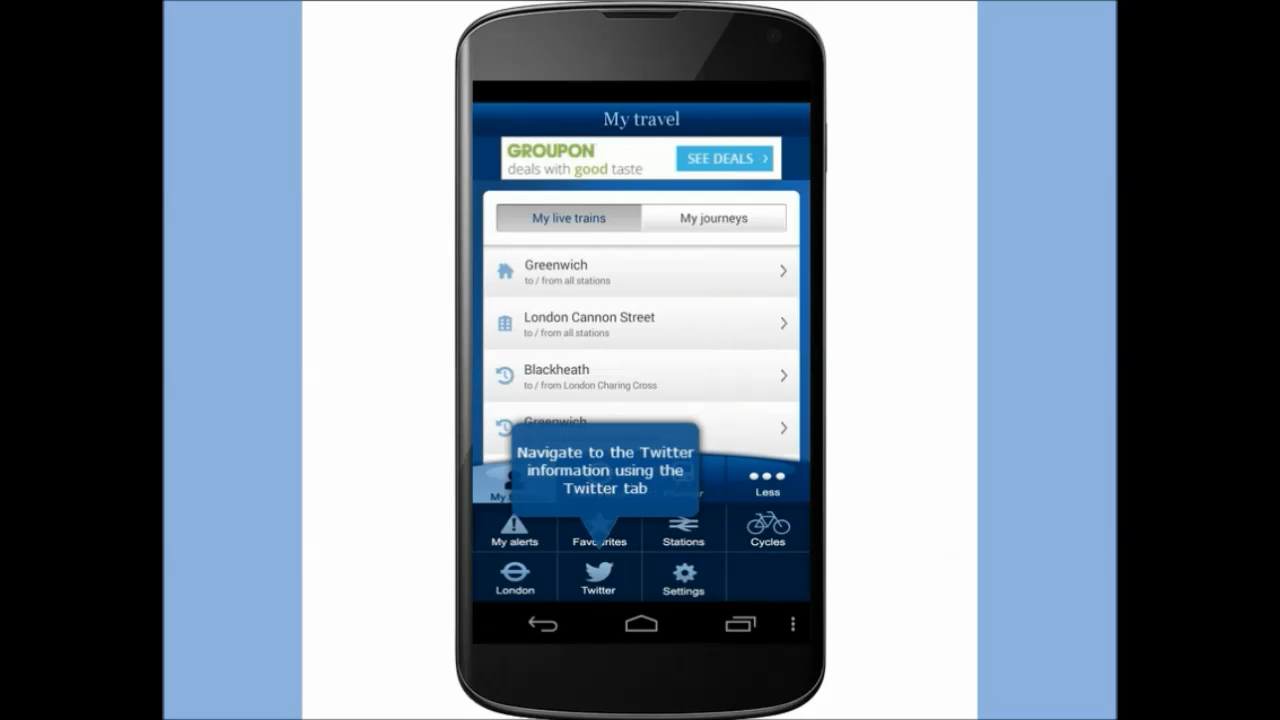 My travel
GROUPON
deals with good taste
SEE DEALS
My live trains
My journeys
Greenwich
to / from all stations
London Cannon Street
to / from all stations
Blackheath
to / from London Charing Cross
Greenwich
Navigate to the Twitter
information using the
Twitter tab
My
Less
My alerts
Favourites
Stations
Cycles
London
Twitter
Settings